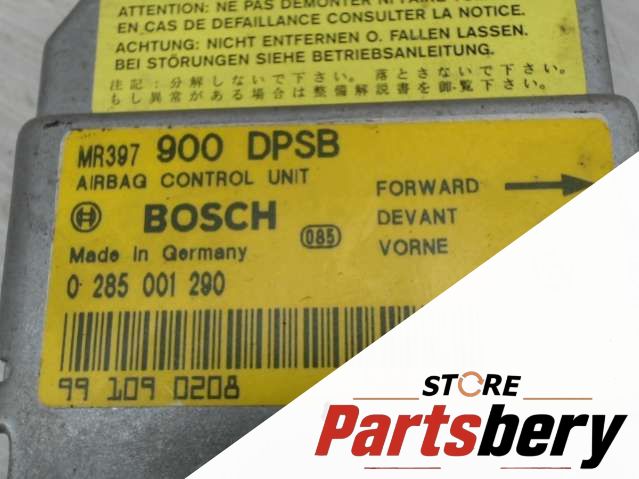 ATTENTION: NE PAS DEMONTER NI FAIRE
EN CAS DE DEFAILLANCE CONSULTER LA NOTICE.
ACHTUNG: NICHT ENTFERNEN O. FALLEN LASSEN.
BEI STÖRUNGEN SIEHE BETRIEBSANLEITUNG.
注記：分解しないで下さい。落とさないで下さい。
もし異常がある場合は整備解説書を御覧下さい
MR397 900 DPSB
AIRBAG CONTROL UNIT
FORWARD
BOSCH
DEVANT
085
VORNE
Made in Germany
0 285 001 290
99 109 0208
STORE
Partsbery